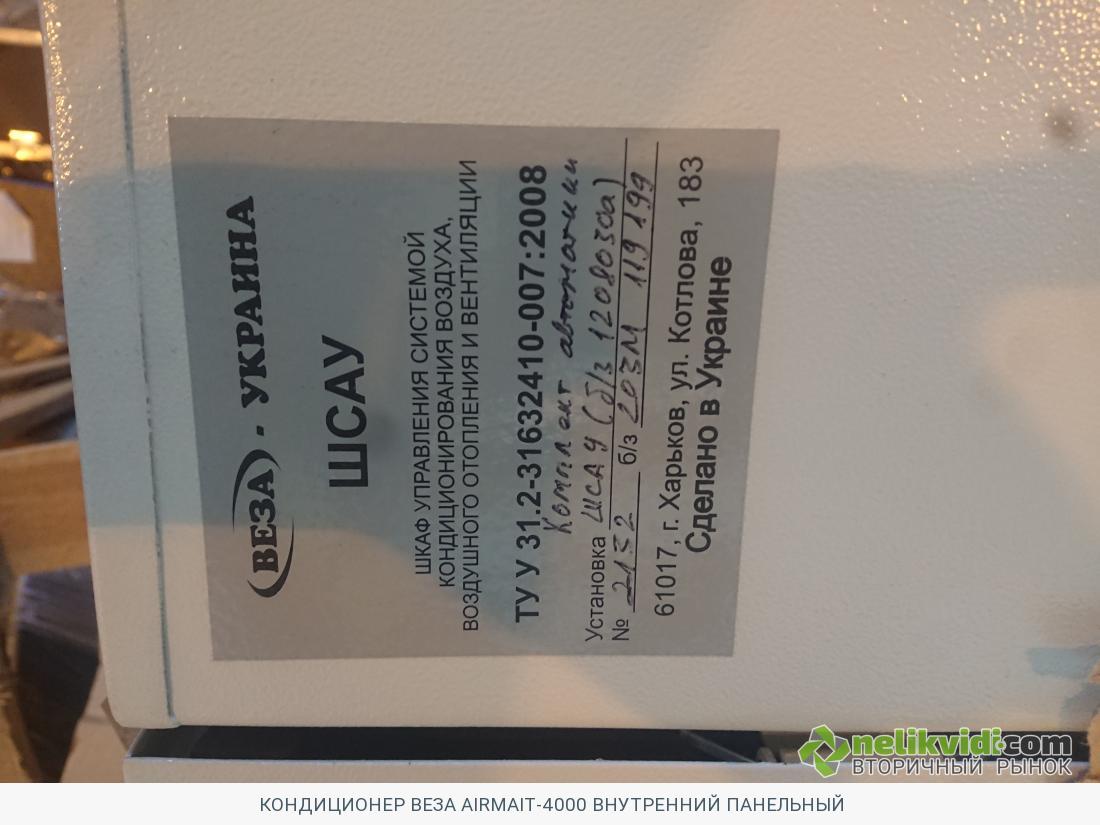 ВЕЗА - УКРАИНА
ШСАУ
ШКАФ УПРАВЛЕНИЯ СИСТЕМОЙ
КОНДИЦИОНИРОВАНИЯ ВОЗДУХА,
ВОЗДУШНОГО ОТОПЛЕНИЯ И ВЕНТИЛЯЦИИ
ТУ У 31.2-31632410-007:2008
Комплект автоматики
Установка ШСАУ (б/з 1208030а)
№ 2132 б/з 203М 119199
61017, г. Харьков, ул. Котлова, 183
Сделано в Украине
nelikvidi.com
ВТОРИЧНЫЙ РЫНОК
КОНДИЦИОНЕР ВЕЗА AIRMAIT-4000 ВНУТРЕННИЙ ПАНЕЛЬНЫЙ